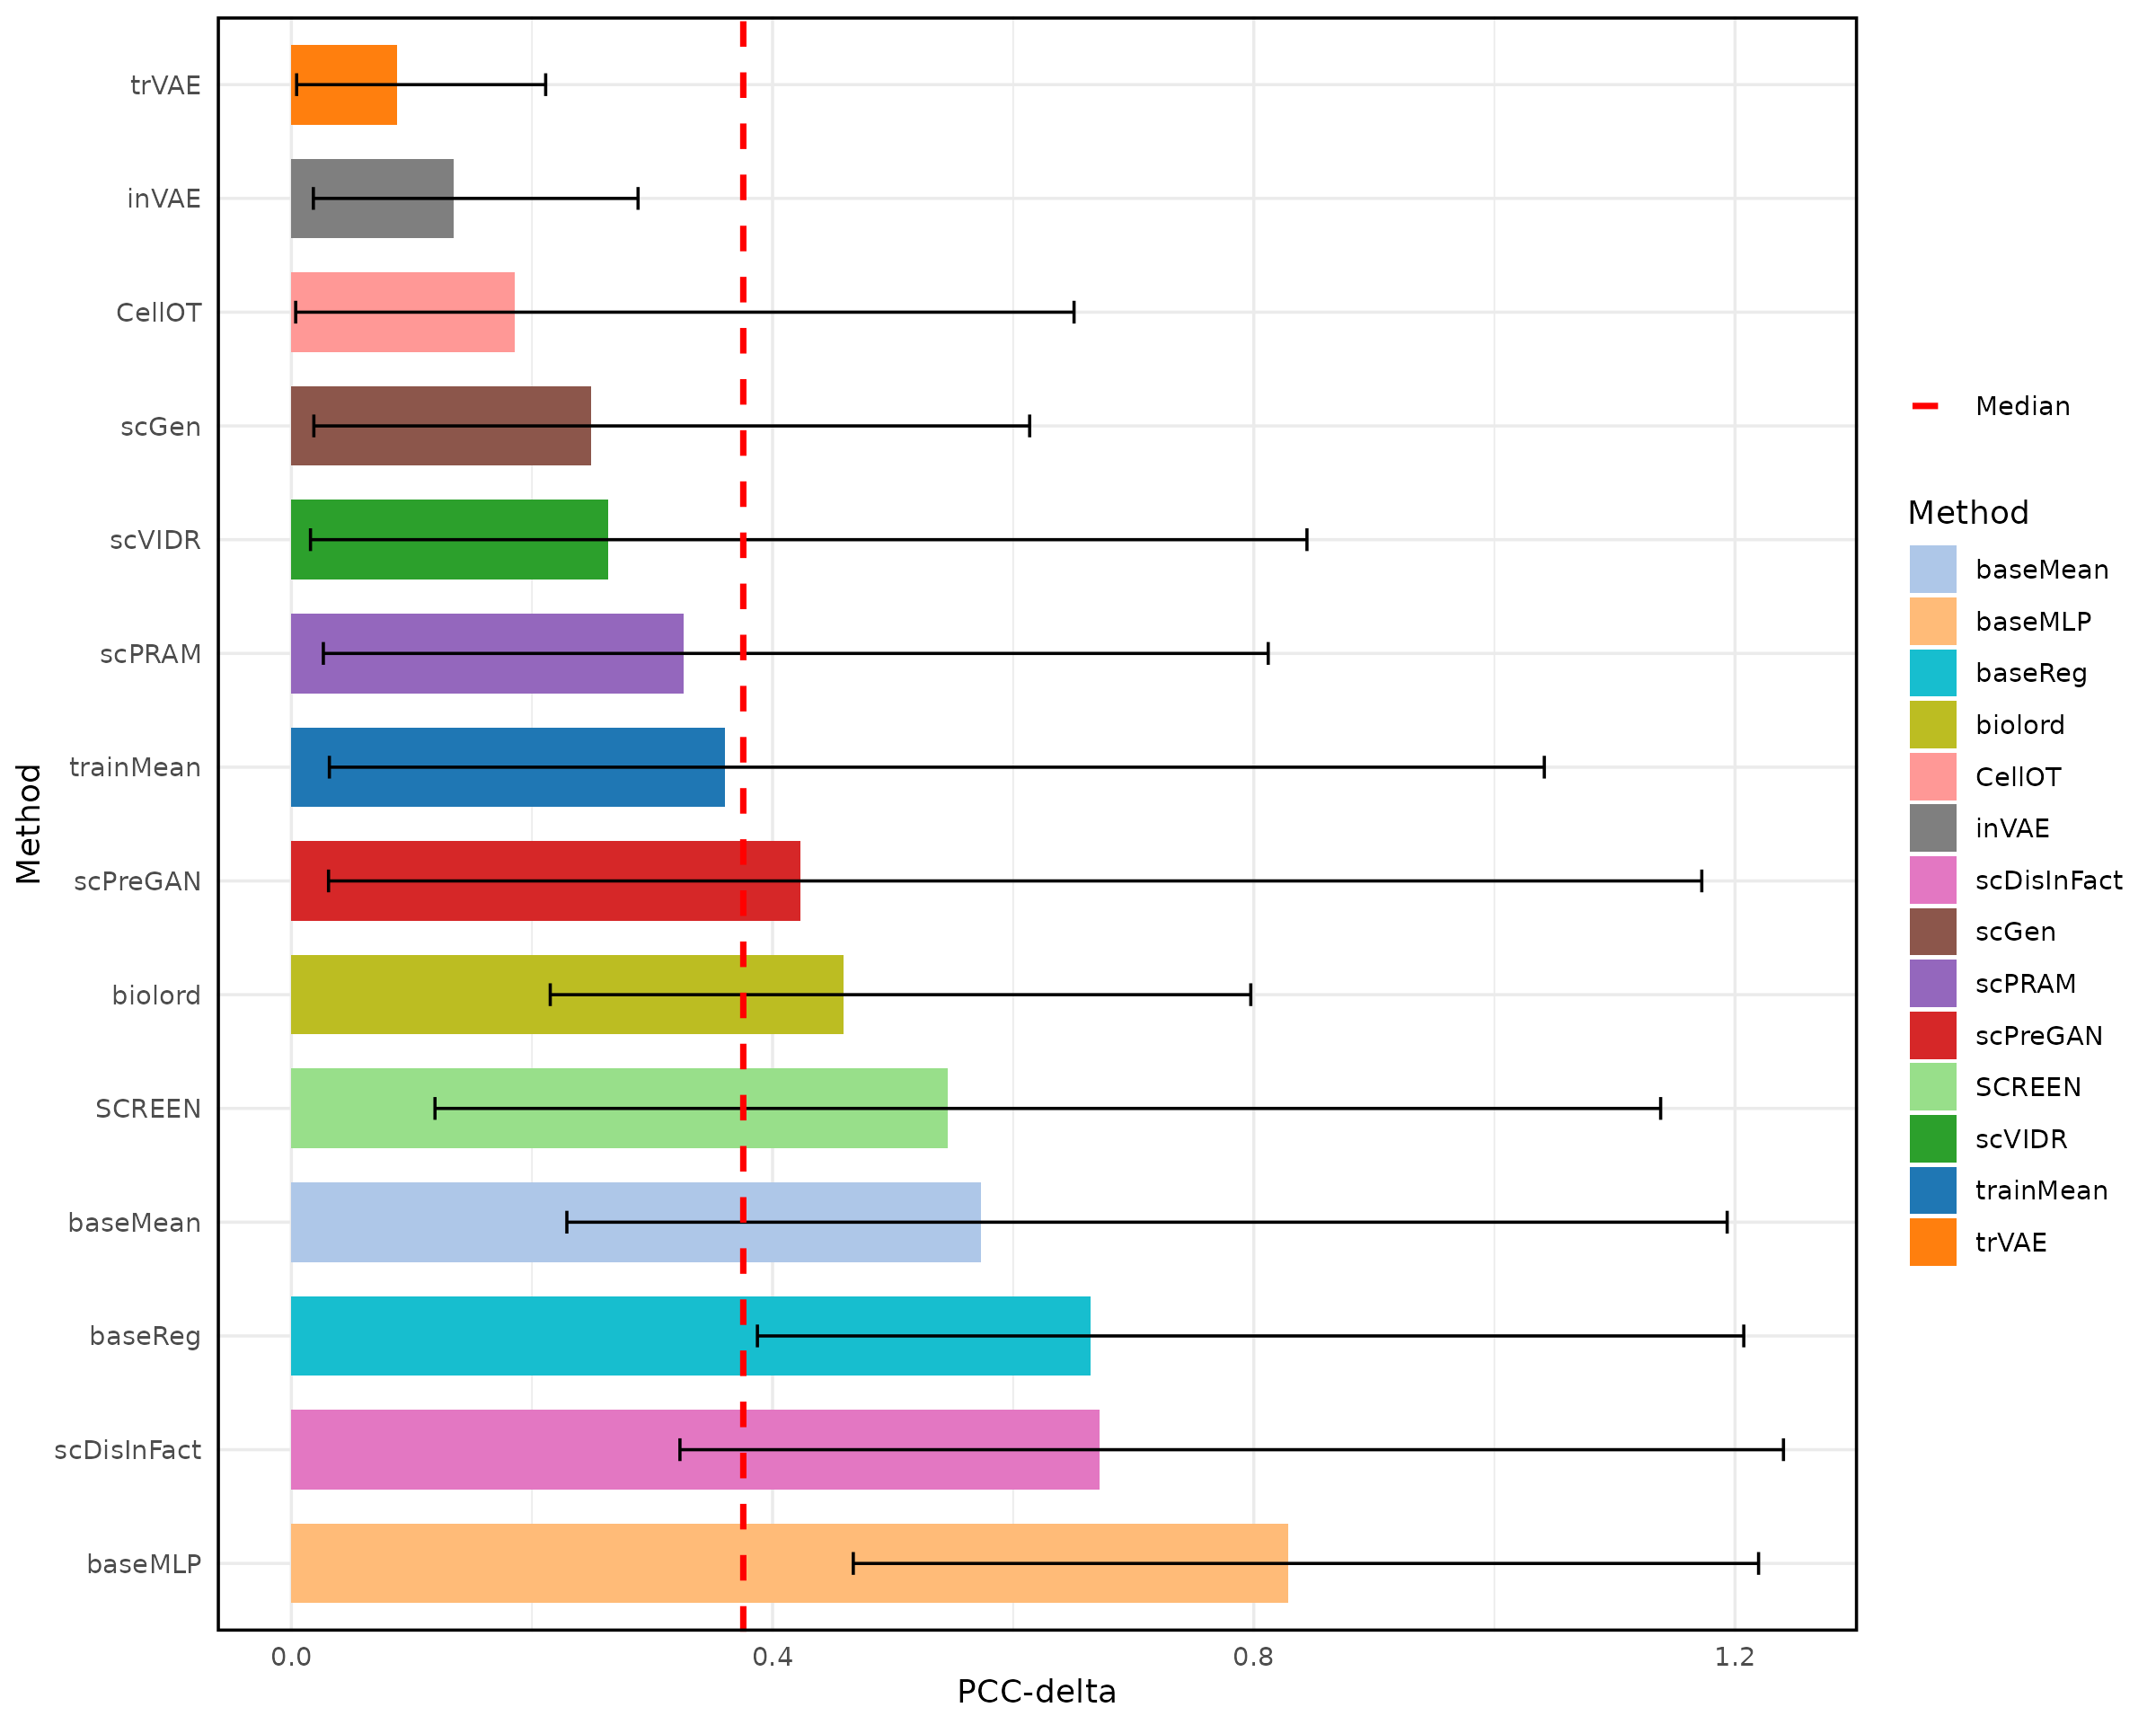 trVAE
inVAE
CellOT
scGen
scVIDR
scPRAM
trainMean
scPreGAN
biolord
SCREEN
baseMean
baseReg
scDisInFact
baseMLP
Method
0.0 0.4 0.8 1.2
PCC-delta
Median
Method
baseMean
baseMLP
baseReg
biolord
CellOT
inVAE
scDisInFact
scGen
scPRAM
scPreGAN
SCREEN
scVIDR
trainMean
trVAE